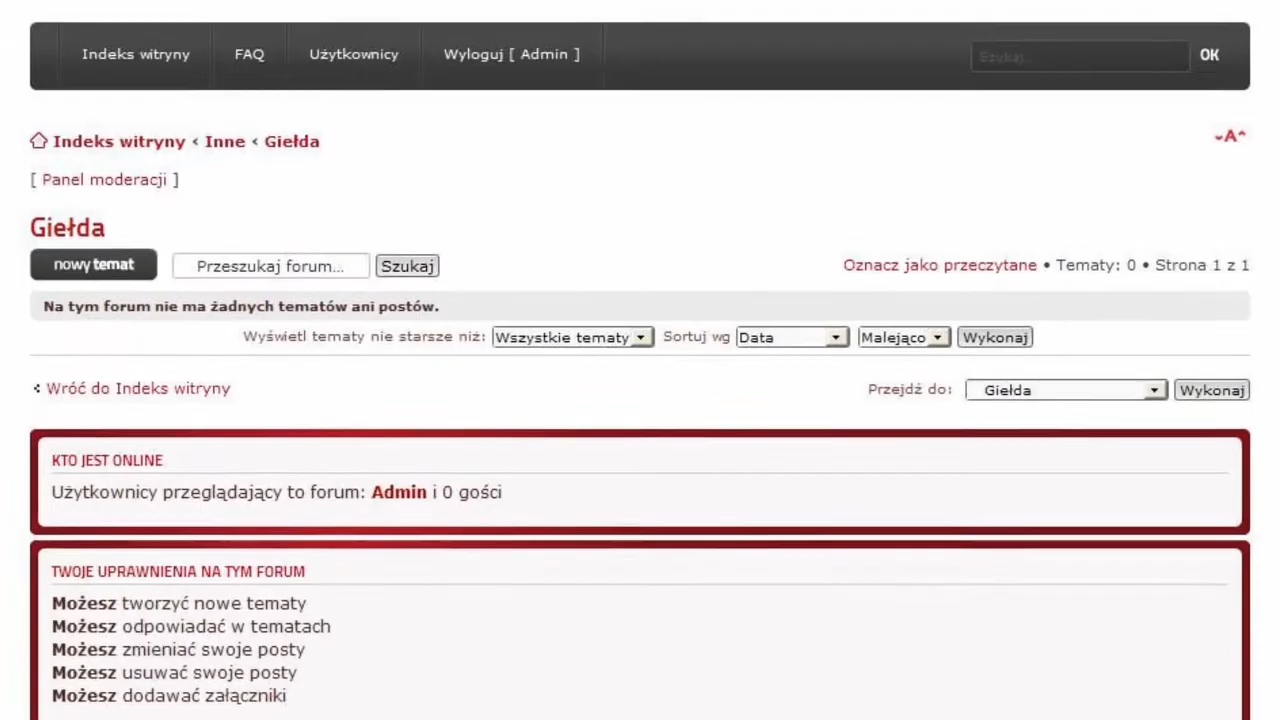 Indeks witryny FAQ Użytkownicy Wyloguj [ Admin ] Szukaj... OK
Indeks witryny ‹ Inne ‹ Giełda
A
[ Panel moderacji ]
Giełda
nowy temat Przeszukaj forum... Szukaj Oznacz jako przeczytane • Tematy: 0 • Strona 1 z 1
Na tym forum nie ma żadnych tematów ani postów.
Wyświetl tematy nie starsze niż: Wszystkie tematy Sortuj wg Data Malejąco Wykonaj
Wróć do Indeks witryny Przejdź do: Giełda Wykonaj
KTO JEST ONLINE
Użytkownicy przeglądający to forum: Admin i 0 gości
TWOJE UPRAWNIENIA NA TYM FORUM
Możesz tworzyć nowe tematy
Możesz odpowiadać w tematach
Możesz zmieniać swoje posty
Możesz usuwać swoje posty
Możesz dodawać załączniki